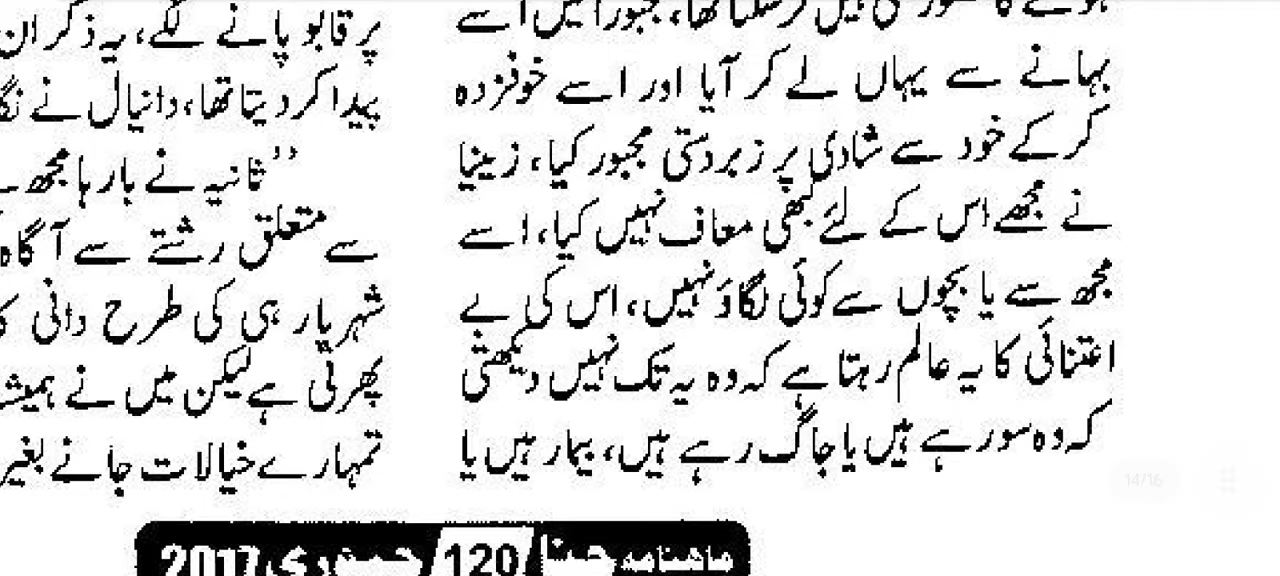 بہانے سے یہاں لے کر آیا اور اسے خوفزدہ
کر کے خود سے شادی پر زبردستی مجبور کیا، زینیا
نے مجھے اس کے لئے کبھی معاف نہیں کیا، اسے
مجھ سے یا بچوں سے کوئی لگاؤ نہیں، اس کی بے
اعتنائی کا یہ عالم رہتا ہے کہ وہ یہ تک نہیں دیکھتی
کہ وہ سو رہے ہیں یا جاگ رہے ہیں، بیمار ہیں یا
پر قابو پانے لگے، یہ ذکر ان
پیدا کر دیتا تھا، دانیال نے
’’ثانیہ نے بارہا مجھ
سے متعلق رشتے سے آگاہ
شہریار ہی کی طرح دانی
پھرتی ہے لیکن میں نے
تمہارے خیالات جانے بغیر
ماهنامه حنا 120 جنوری 2017
14/16